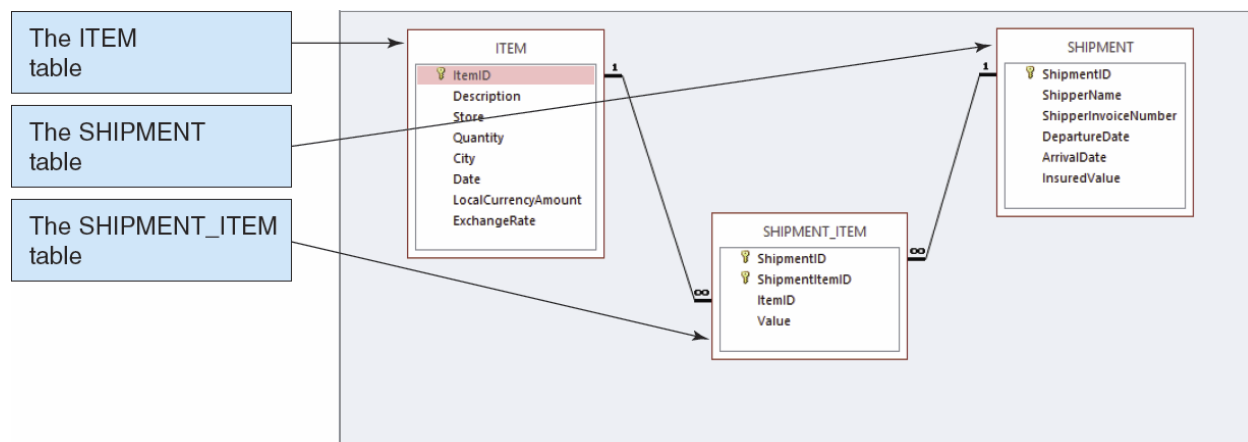 The ITEM
table
The SHIPMENT
table
The SHIPMENT_ITEM
table
ITEM
ItemID
Description
Store
Quantity
City
Date
LocalCurrencyAmount
ExchangeRate
1
∞
SHIPMENT_ITEM
ShipmentID
ShipmentItemID
ItemID
Value
∞
1
SHIPMENT
ShipmentID
ShipperName
ShipperInvoiceNumber
DepartureDate
ArrivalDate
InsuredValue